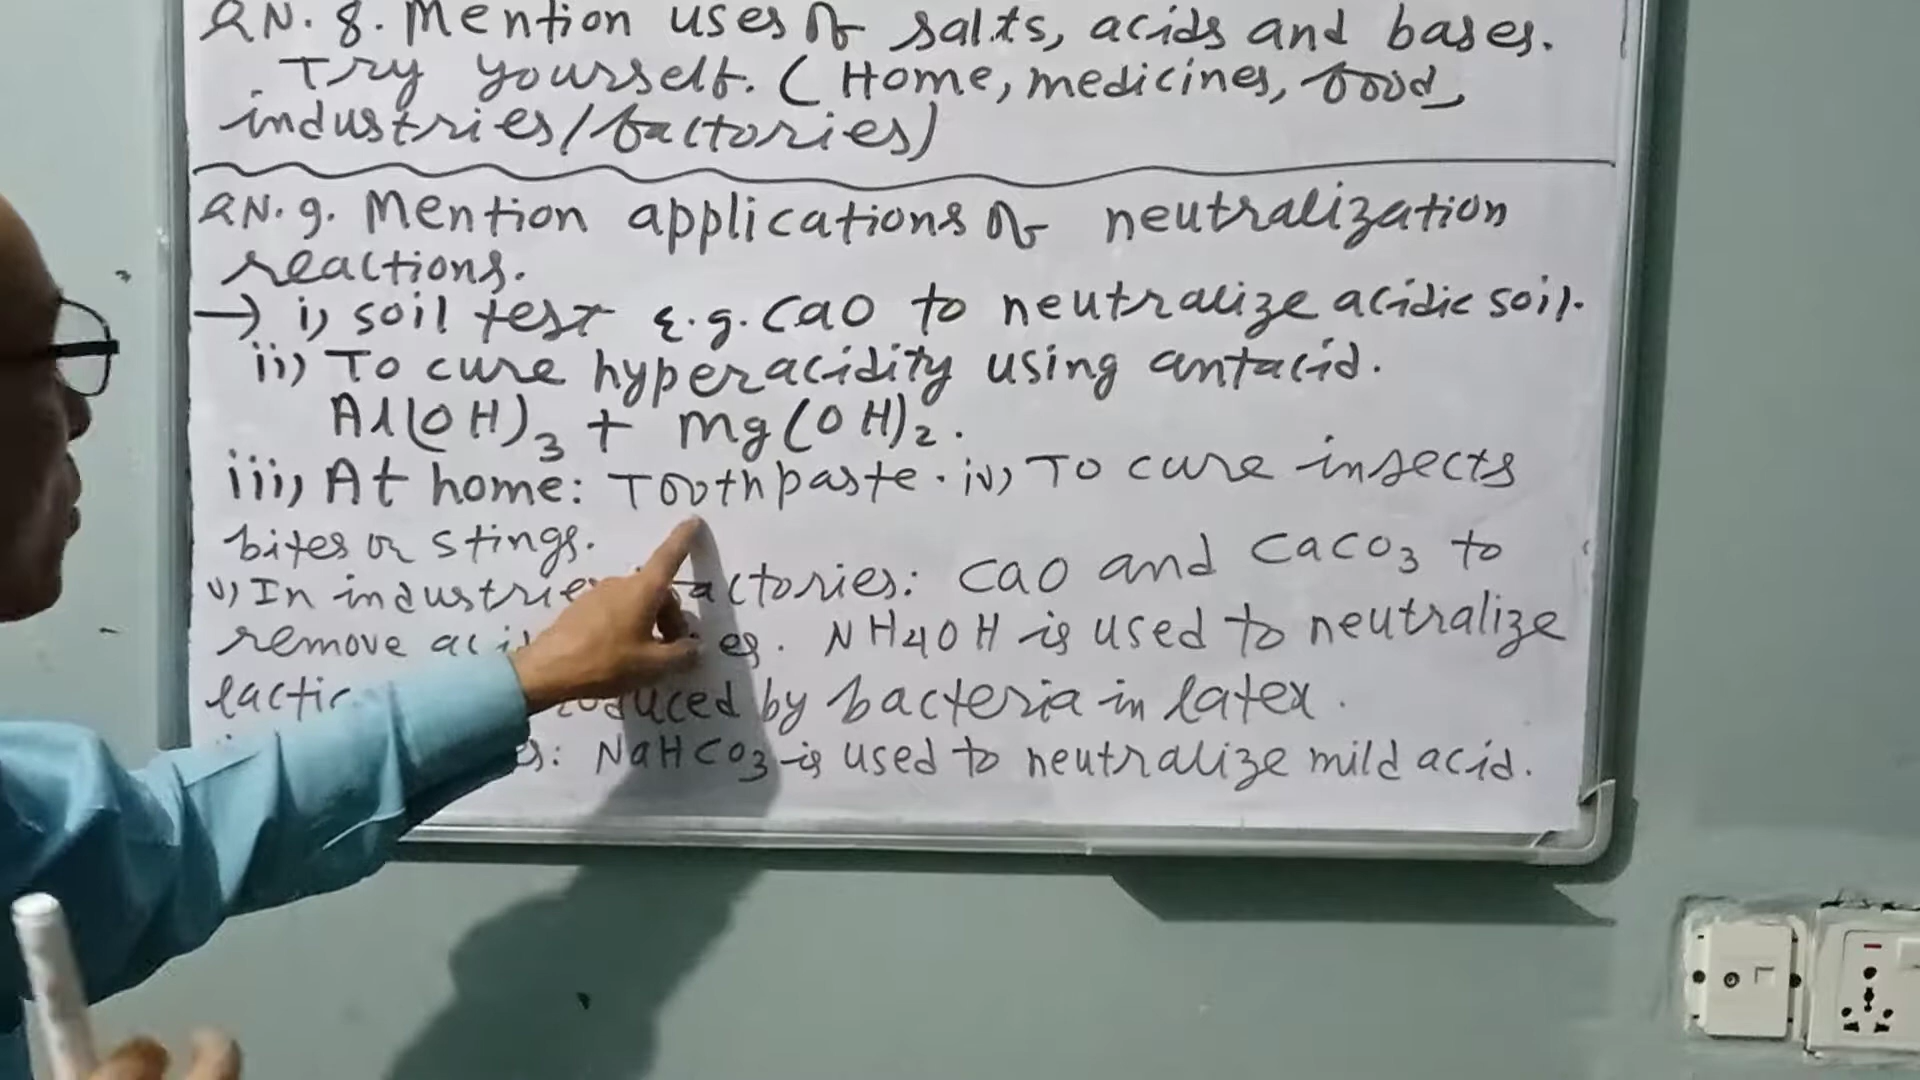 QN. 8. Mention uses of salts, acids and bases.
Try yourself. (Home, medicines, food,
industries/factories)
QN. 9. Mention applications of neutralization
reactions.
→ i) soil test E.g. CaO to neutralize acidic soil.
ii) To cure hyperacidity using antacid.
Al(OH)3 + Mg(OH)2.
iii) At home: Toothpaste. iv) To cure insects
bites or stings.
v) In industries factories: CaO and CaCO3 to
remove . NH4OH is used to neutralize
lactic by bacteria in latex.
: NaHCO3 is used to neutralize mild acid.